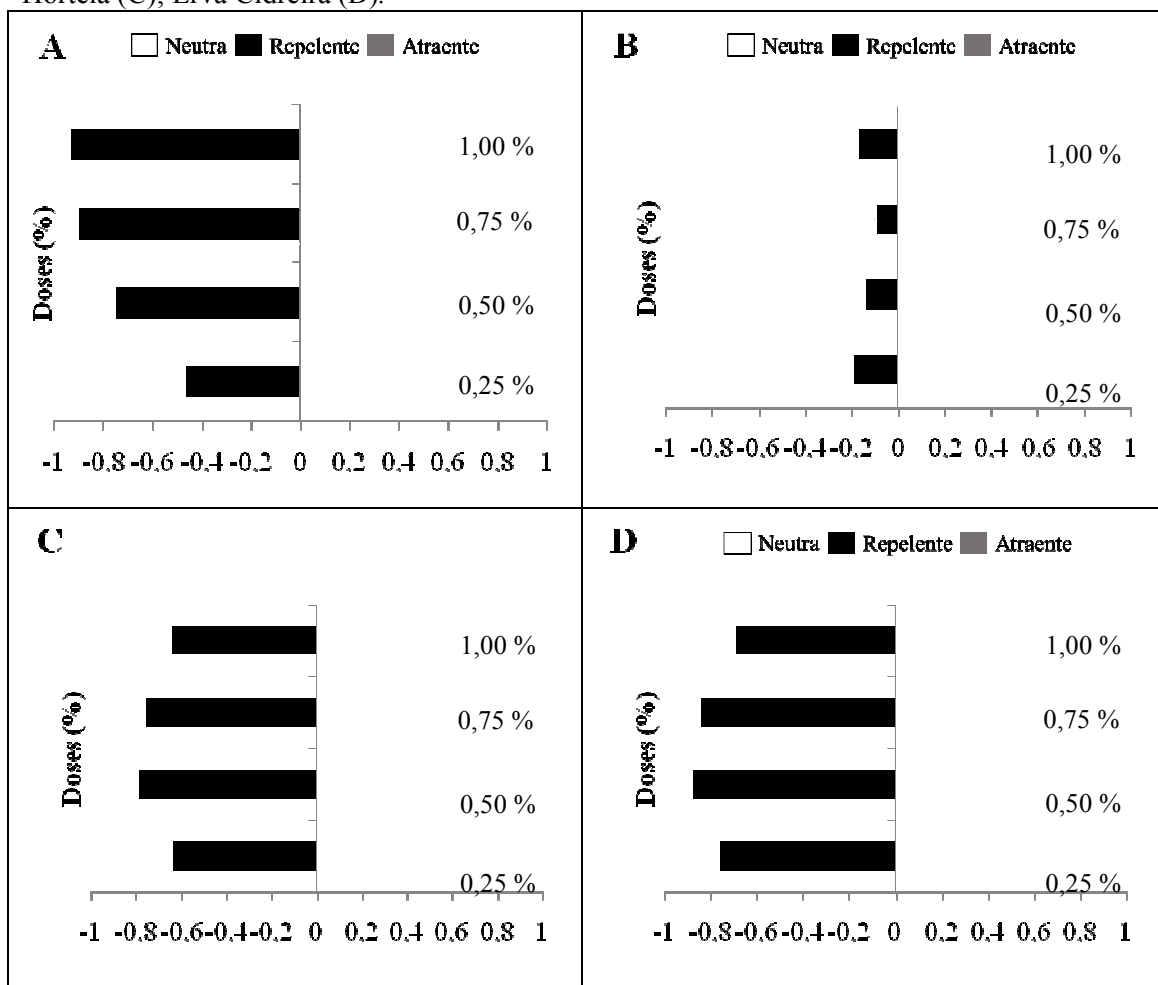 Hortelã (C); Erva Cidreira (D).
A Neutra Repelente Atraente
1,00 %
0,75 %
0,50 %
0,25 %
Doses (%)
-1 -0,8 -0,6 -0,4 -0,2 0 0,2 0,4 0,6 0,8 1
B Neutra Repelente Atraente
1,00 %
0,75 %
0,50 %
0,25 %
Doses (%)
-1 -0,8 -0,6 -0,4 -0,2 0 0,2 0,4 0,6 0,8 1
C
1,00 %
0,75 %
0,50 %
0,25 %
Doses (%)
-1 -0,8 -0,6 -0,4 -0,2 0 0,2 0,4 0,6 0,8 1
D Neutra Repelente Atraente
1,00 %
0,75 %
0,50 %
0,25 %
Doses (%)
-1 -0,8 -0,6 -0,4 -0,2 0 0,2 0,4 0,6 0,8 1